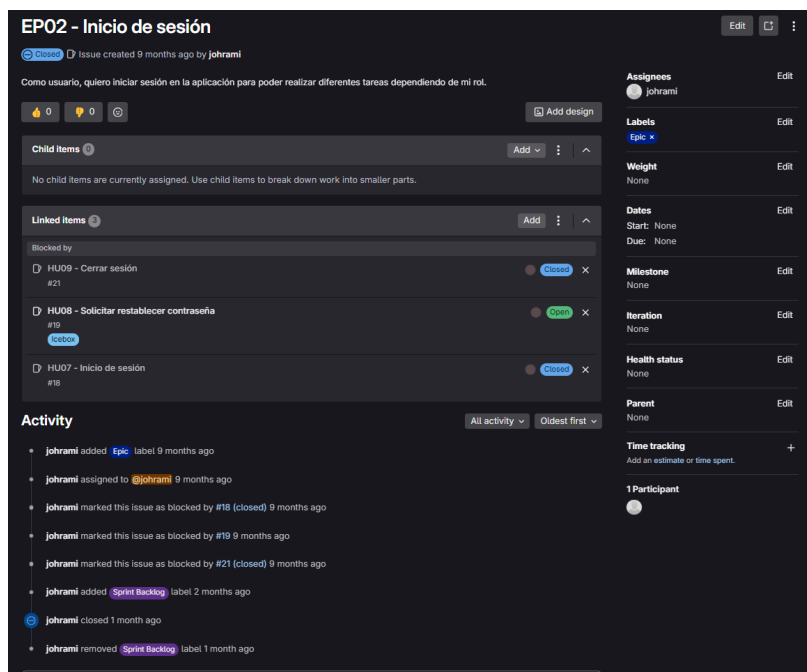 EP02 - Inicio de sesión
Edit
Closed Issue created 9 months ago by johrami
Como usuario, quiero iniciar sesión en la aplicación para poder realizar diferentes tareas dependiendo de mi rol.
0 0
Add design
Child items 0
Add
No child items are currently assigned. Use child items to break down work into smaller parts.
Linked items 3
Add
Blocked by
HU09 - Cerrar sesión
Closed
#21
HU08 - Solicitar restablecer contraseña
Open
#19
Icebox
HU07 - Inicio de sesión
Closed
#18
Activity
All activity
Oldest first
johrami added Epic label 9 months ago
johrami assigned to @johrami 9 months ago
johrami marked this issue as blocked by #18 (closed) 9 months ago
johrami marked this issue as blocked by #19 9 months ago
johrami marked this issue as blocked by #21 (closed) 9 months ago
johrami added Sprint Backlog label 2 months ago
johrami closed 1 month ago
johrami removed Sprint Backlog label 1 month ago
Assignees Edit
johrami
Labels Edit
Epic ×
Weight Edit
None
Dates Edit
Start: None
Due: None
Milestone Edit
None
Iteration Edit
None
Health status Edit
None
Parent Edit
None
Time tracking +
Add an estimate or time spent.
1 Participant